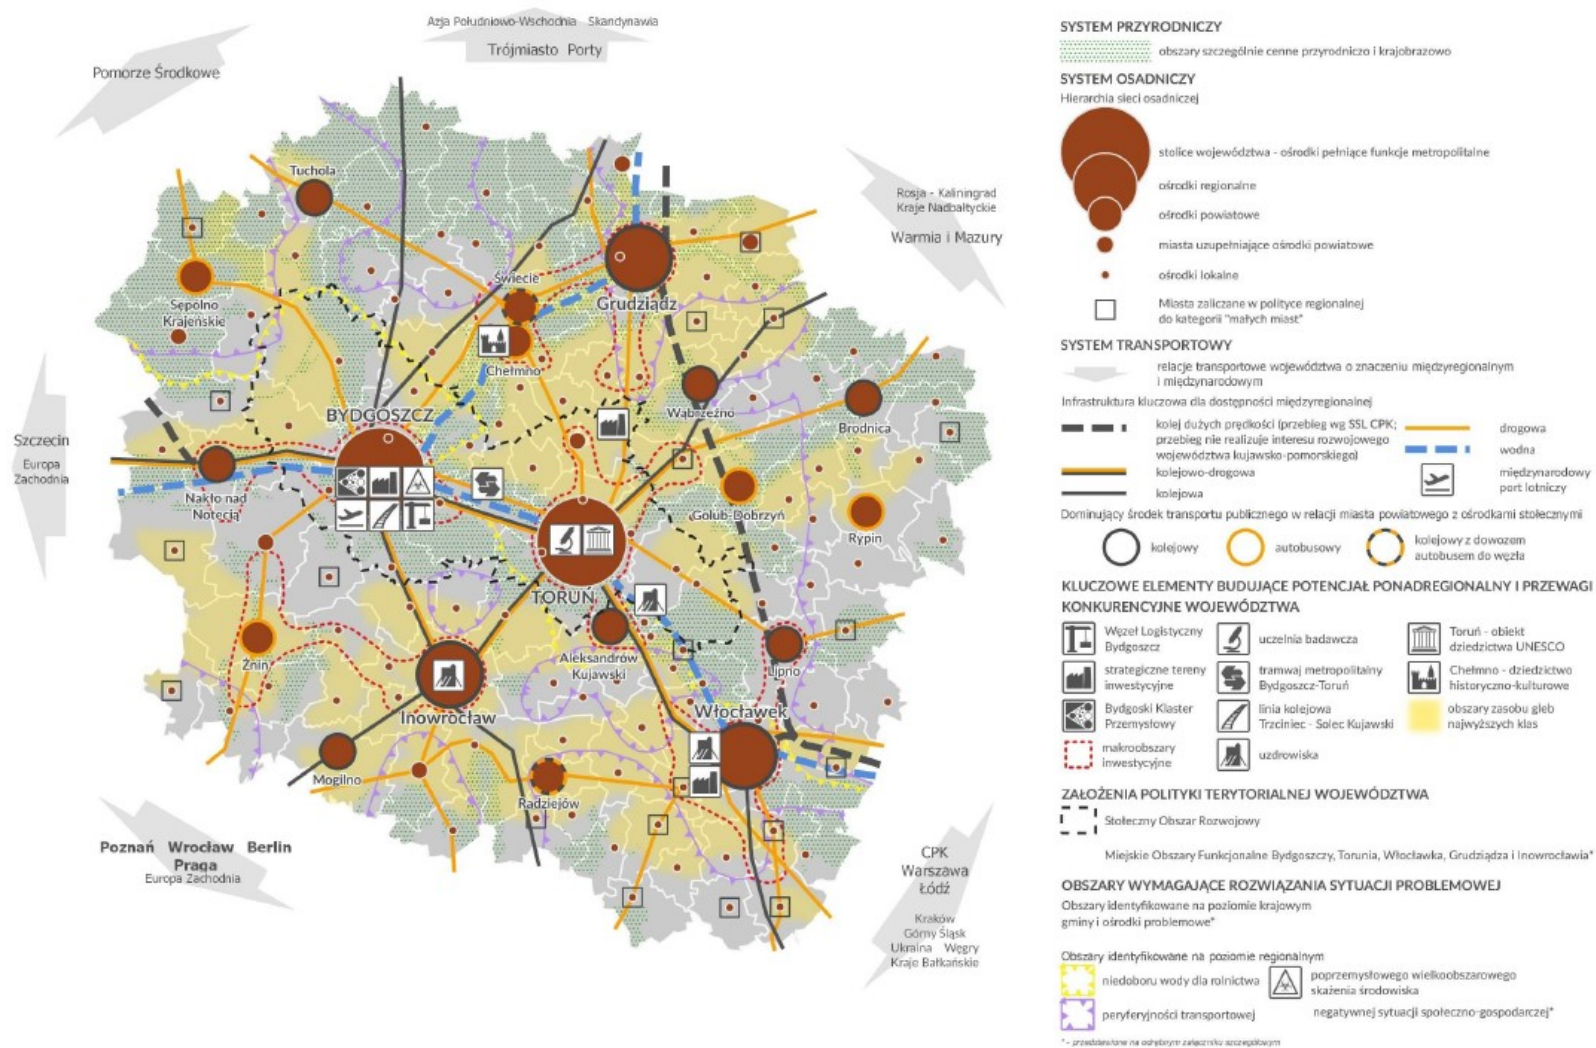 Azja Południowo-Wschodnia Skandynawia
Trójmiasto Porty
Pomorze Środkowe
Rosja - Kaliningrad
Kraje Nadbałtyckie
Warmia i Mazury
Szczecin
Europa
Zachodnia
Poznań Wrocław Berlin
Praga
Europa Zachodnia
CPK
Warszawa
Łódź
Kraków
Górny Śląsk
Ukraina Węgry
Kraje Bałkańskie
Tuchola
Sępólno
Krajeńskie
Świecie
Grudziądz
Chełmno
BYDGOSZCZ
Wąbrzeźno
Brodnica
Nakło nad
Notecią
Golub-Dobrzyń
Rypin
TORUŃ
Żnin
Aleksandrów
Kujawski
Lipno
Inowrocław
Włocławek
Mogilno
Radziejów
SYSTEM PRZYRODNICZY
obszary szczególnie cenne przyrodniczo i krajobrazowo
SYSTEM OSADNICZY
Hierarchia sieci osadniczej
stolice województwa - ośrodki pełniące funkcje metropolitalne
ośrodki regionalne
ośrodki powiatowe
miasta uzupełniające ośrodki powiatowe
ośrodki lokalne
Miasta zaliczane w polityce regionalnej
do kategorii "małych miast"
SYSTEM TRANSPORTOWY
relacje transportowe województwa o znaczeniu międzyregionalnym
i międzynarodowym
Infrastruktura kluczowa dla dostępności międzyregionalnej
kolej dużych prędkości (przebieg wg SSL CPK;
przebieg nie realizuje interesu rozwojowego
województwa kujawsko-pomorskiego)
kolejowo-drogowa
kolejowa
drogowa
wodna
międzynarodowy
port lotniczy
Dominujący środek transportu publicznego w relacji miasta powiatowego z ośrodkami stołecznymi
kolejowy
autobusowy
kolejowy z dowozem
autobusem do węzła
KLUCZOWE ELEMENTY BUDUJĄCE POTENCJAŁ PONADREGIONALNY I PRZEWAGI
KONKURENCYJNE WOJEWÓDZTWA
Węzeł Logistyczny
Bydgoszcz
uczelnia badawcza
Toruń - obiekt
dziedzictwa UNESCO
strategiczne tereny
inwestycyjne
tramwaj metropolitalny
Bydgoszcz-Toruń
Chełmno - dziedzictwo
historyczno-kulturowe
Bydgoski Klaster
Przemysłowy
linia kolejowa
Trzciniec - Solec Kujawski
obszary zasobu gleb
najwyższych klas
makroobszary
inwestycyjne
uzdrowiska
ZAŁOŻENIA POLITYKI TERYTORIALNEJ WOJEWÓDZTWA
Stołeczny Obszar Rozwojowy
Miejskie Obszary Funkcjonalne Bydgoszczy, Torunia, Włocławka, Grudziądza i Inowrocławia*
OBSZARY WYMAGAJĄCE ROZWIĄZANIA SYTUACJI PROBLEMOWEJ
Obszary identyfikowane na poziomie krajowym
gminy i ośrodki problemowe*
Obszary identyfikowane na poziomie regionalnym
niedoboru wody dla rolnictwa
poprzemysłowego wielkoobszarowego
skażenia środowiska
peryferyjności transportowej
negatywnej sytuacji społeczno-gospodarczej*
* - przedstawione na odrębnym załączniku szczegółowym